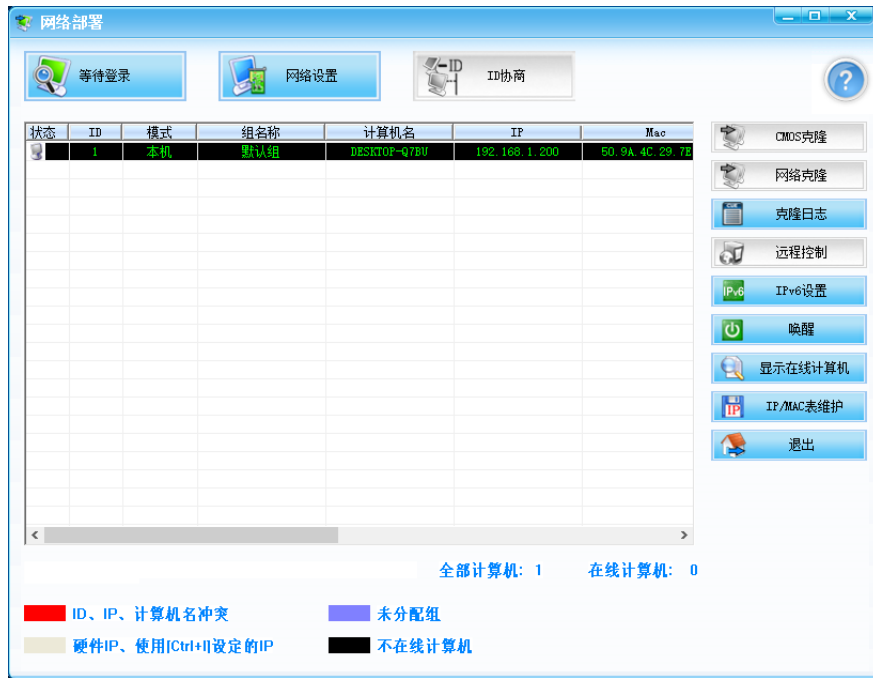 网络部署
等待登录 网络设置 ID协商
状态 ID 模式 组名称 计算机名 IP Mac
1 本机 默认组 DESKTOP-Q7BU 192.168.1.200 50.9A.4C.29.7E
CMOS克隆
网络克隆
克隆日志
远程控制
IPv6 IPv6设置
唤醒
显示在线计算机
IP IP/MAC表维护
退出
全部计算机: 1 在线计算机: 0
ID、IP、计算机名冲突 未分配组
硬件IP、使用[Ctrl+I]设定的IP 不在线计算机